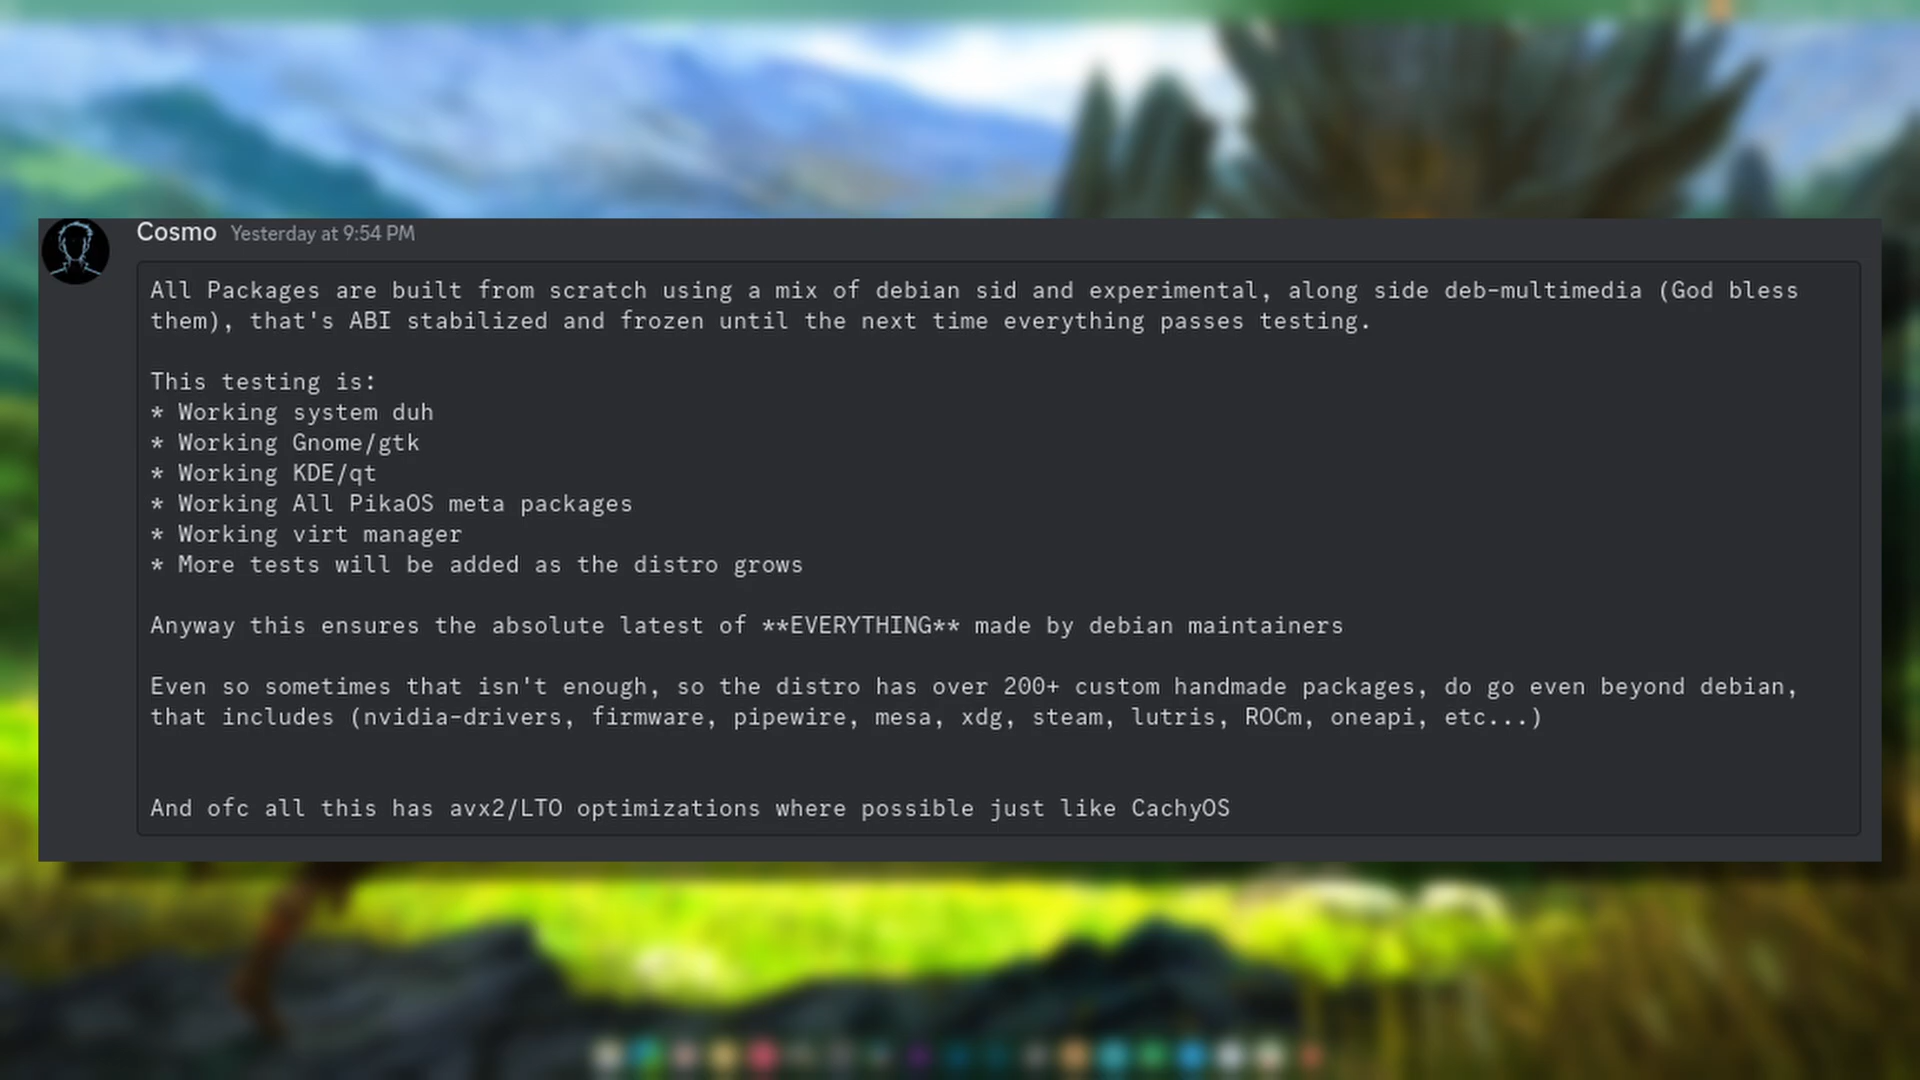 Cosmo Yesterday at 9:54 PM
All Packages are built from scratch using a mix of debian sid and experimental, along side deb-multimedia (God bless
them), that's ABI stabilized and frozen until the next time everything passes testing.
This testing is:
* Working system duh
* Working Gnome/gtk
* Working KDE/qt
* Working All PikaOS meta packages
* Working virt manager
* More tests will be added as the distro grows
Anyway this ensures the absolute latest of **EVERYTHING** made by debian maintainers
Even so sometimes that isn't enough, so the distro has over 200+ custom handmade packages, do go even beyond debian,
that includes (nvidia-drivers, firmware, pipewire, mesa, xdg, steam, lutris, ROCm, oneapi, etc...)
And ofc all this has avx2/LTO optimizations where possible just like CachyOS